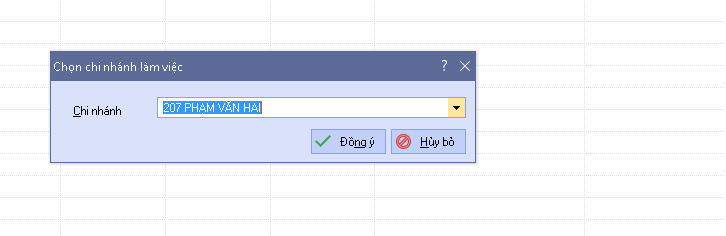 Chọn chi nhánh làm việc ?
Chi nhánh 207 PHẠM VĂN HAI
Đồng ý Hủy bỏ